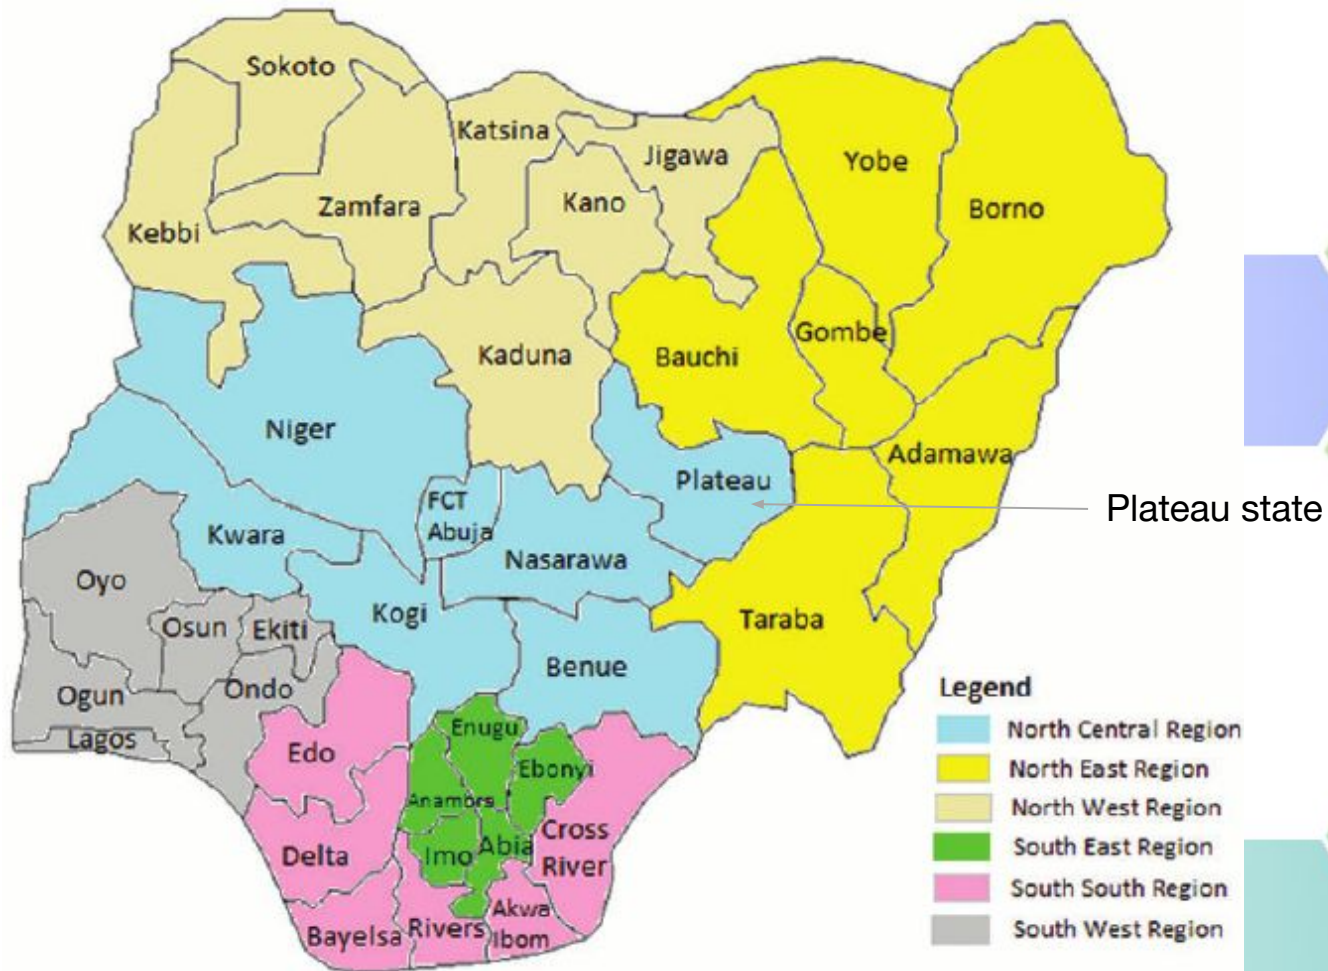 Sokoto
Katsina
Jigawa
Yobe
Zamfara
Kano
Borno
Kebbi
Kaduna
Bauchi
Gombe
Niger
Adamawa
Plateau
FCT
Abuja
Plateau state
Kwara
Nasarawa
Oyo
Kogi
Taraba
Osun
Ekiti
Benue
Ogun
Ondo
Lagos
Enugu
Edo
Ebonyi
Anambra
Cross
River
Delta
Imo
Abia
Akwa
Ibom
Bayelsa
Rivers
Legend
North Central Region
North East Region
North West Region
South East Region
South South Region
South West Region